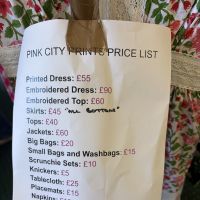 PINK CITY PRINTS PRICE LIST
Printed Dress: £55
Embroidered Dress: £90
Embroidered Top: £60
Skirts: £45 "ALL BOTTOMS"
Tops: £40
Jackets: £60
Big Bags: £20
Small Bags and Washbags: £15
Scrunchie Sets: £10
Knickers: £5
Tablecloth: £25
Placemats: £15